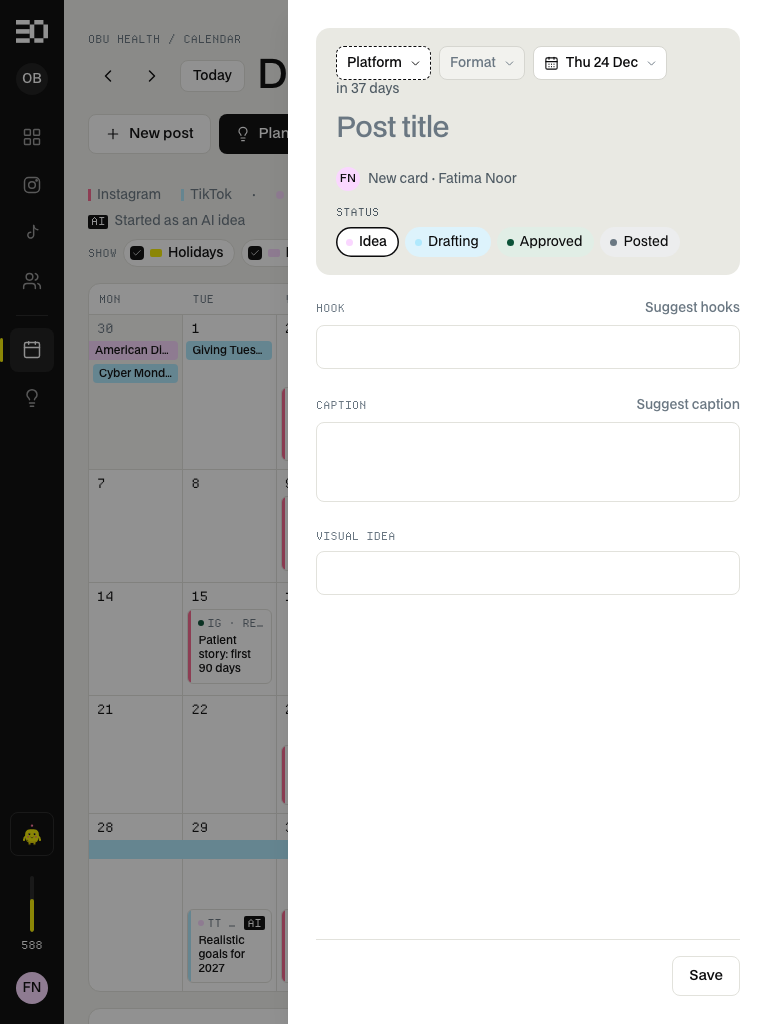 OBU HEALTH / CALENDAR
OB
Today
D
New post
Plan
Instagram
TikTok
·
AI Started as an AI idea
SHOW
Holidays
MON
TUE
30
1
American Di…
Giving Tues…
Cyber Mond…
7
8
14
15
IG · RE…
Patient
story: first
90 days
21
22
28
29
TT …
AI
Realistic
goals for
2027
588
FN
Platform
Format
Thu 24 Dec
in 37 days
Post title
FN
New card · Fatima Noor
STATUS
Idea
Drafting
Approved
Posted
HOOK
Suggest hooks
CAPTION
Suggest caption
VISUAL IDEA
Save